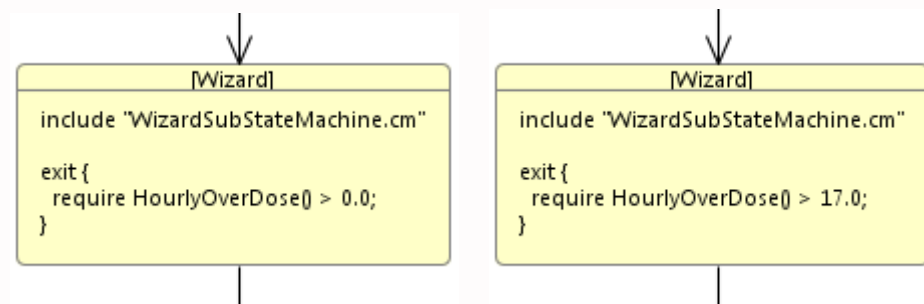 [Wizard]
include "WizardSubStateMachine.cm"
exit {
require HourlyOverDose() > 0.0;
}
[Wizard]
include "WizardSubStateMachine.cm"
exit {
require HourlyOverDose() > 17.0;
}